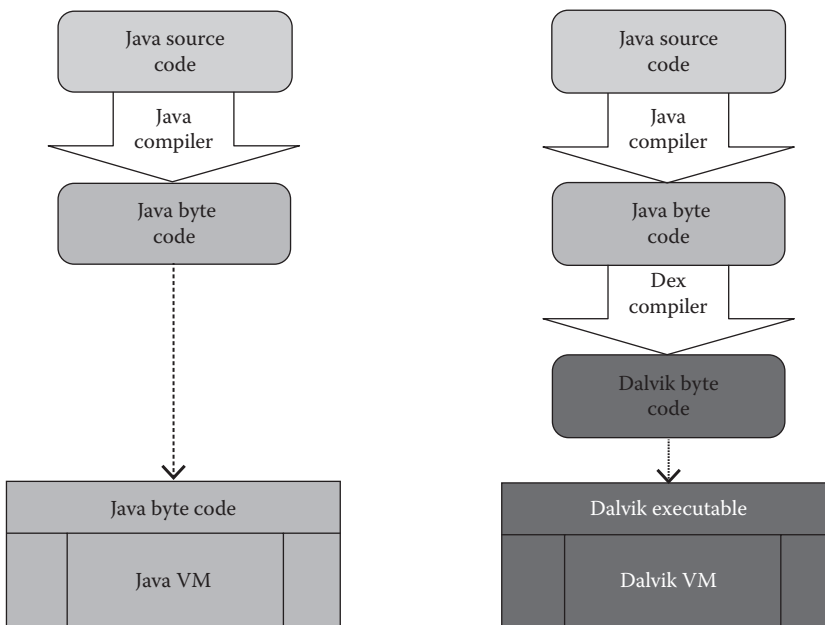 Java source
code
Java
compiler
Java byte
code
Java byte code
Java VM
Java source
code
Java
compiler
Java byte
code
Dex
compiler
Dalvik byte
code
Dalvik executable
Dalvik VM